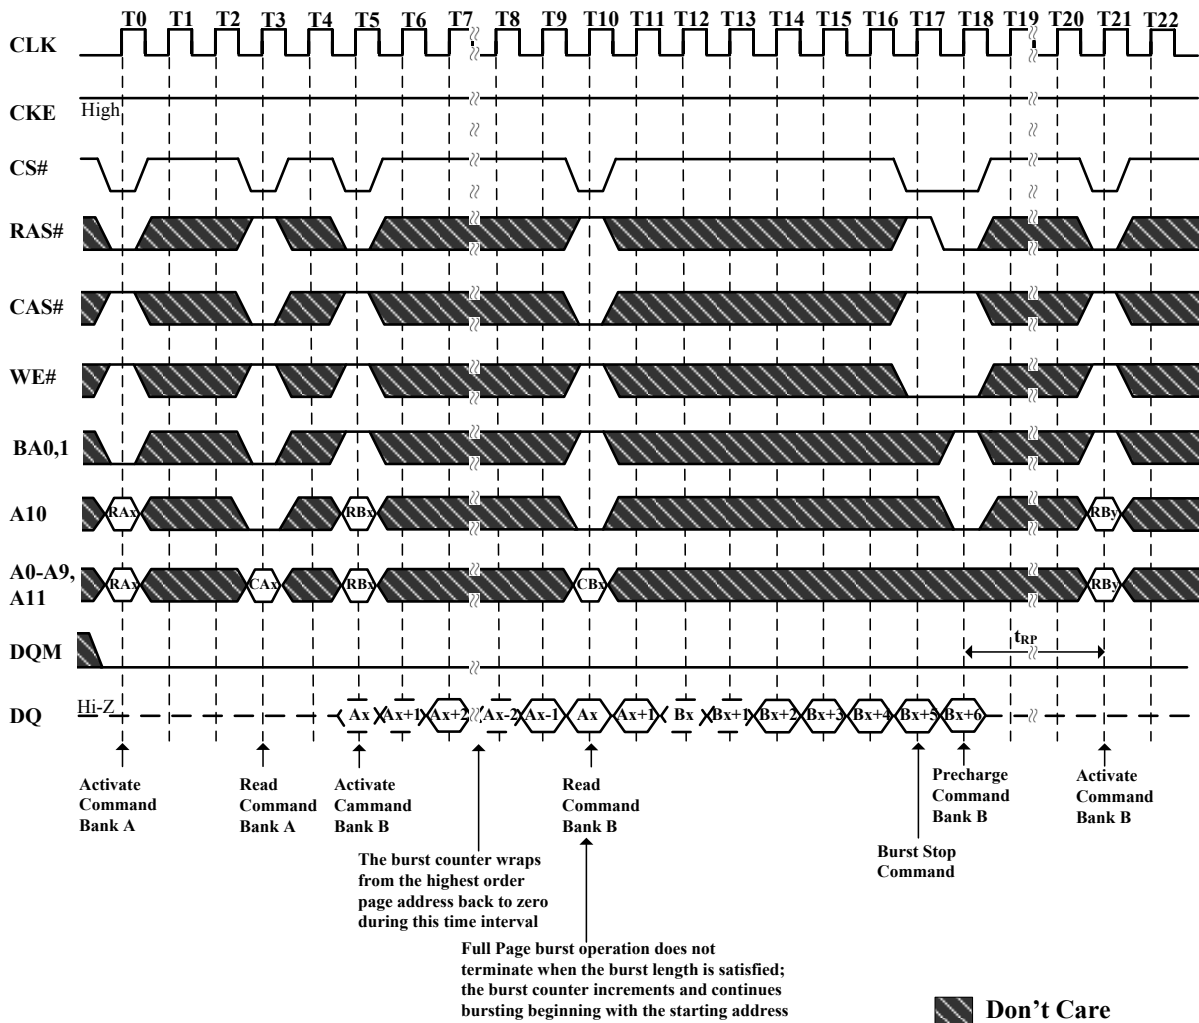 T0 T1 T2 T3 T4 T5 T6 T7 T8 T9 T10 T11 T12 T13 T14 T15 T16 T17 T18 T19 T20 T21 T22
CLK
CKE High
CS#
RAS#
CAS#
WE#
BA0,1
A10 RAx RBx RBy
A0-A9,
A11 RAx CAx RBx CBx RBy
DQM tRP
DQ Hi-Z Ax Ax+1 Ax+2 Ax-2 Ax-1 Ax Ax+1 Bx Bx+1 Bx+2 Bx+3 Bx+4 Bx+5 Bx+6
Activate
Command
Bank A
Read
Command
Bank A
Activate
Cammand
Bank B
Read
Command
Bank B
Precharge
Command
Bank B
Activate
Command
Bank B
Burst Stop
Command
The burst counter wraps
from the highest order
page address back to zero
during this time interval
Full Page burst operation does not
terminate when the burst length is satisfied;
the burst counter increments and continues
bursting beginning with the starting address
Don't Care